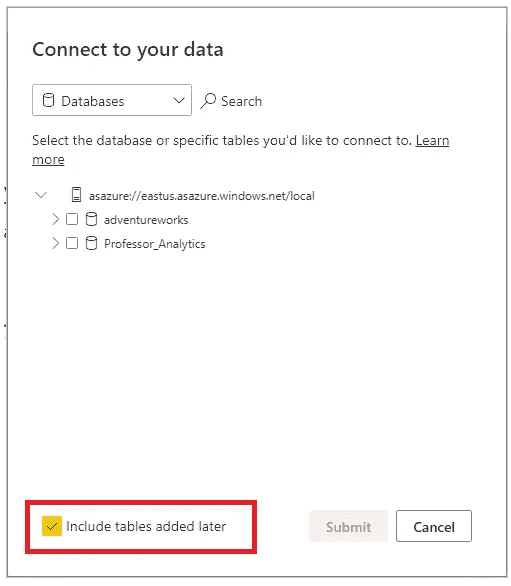 Connect to your data
Databases Search
Select the database or specific tables you'd like to connect to. Learn
more
asazure://eastus.asazure.windows.net/local
adventureworks
Professor_Analytics
Include tables added later Submit Cancel